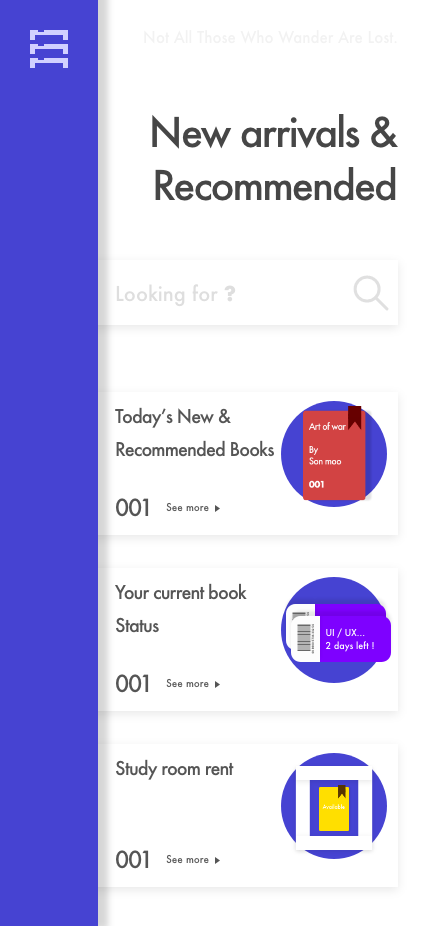 Not All Those Who Wander Are Lost.
New arrivals &
Recommended
Looking for ?
Today's New &
Recommended Books
001
See more
Art of war
By
Son moo
001
Your current book
Status
001
See more
UI / UX...
2 days left !
Study room rent
001
See more
Available